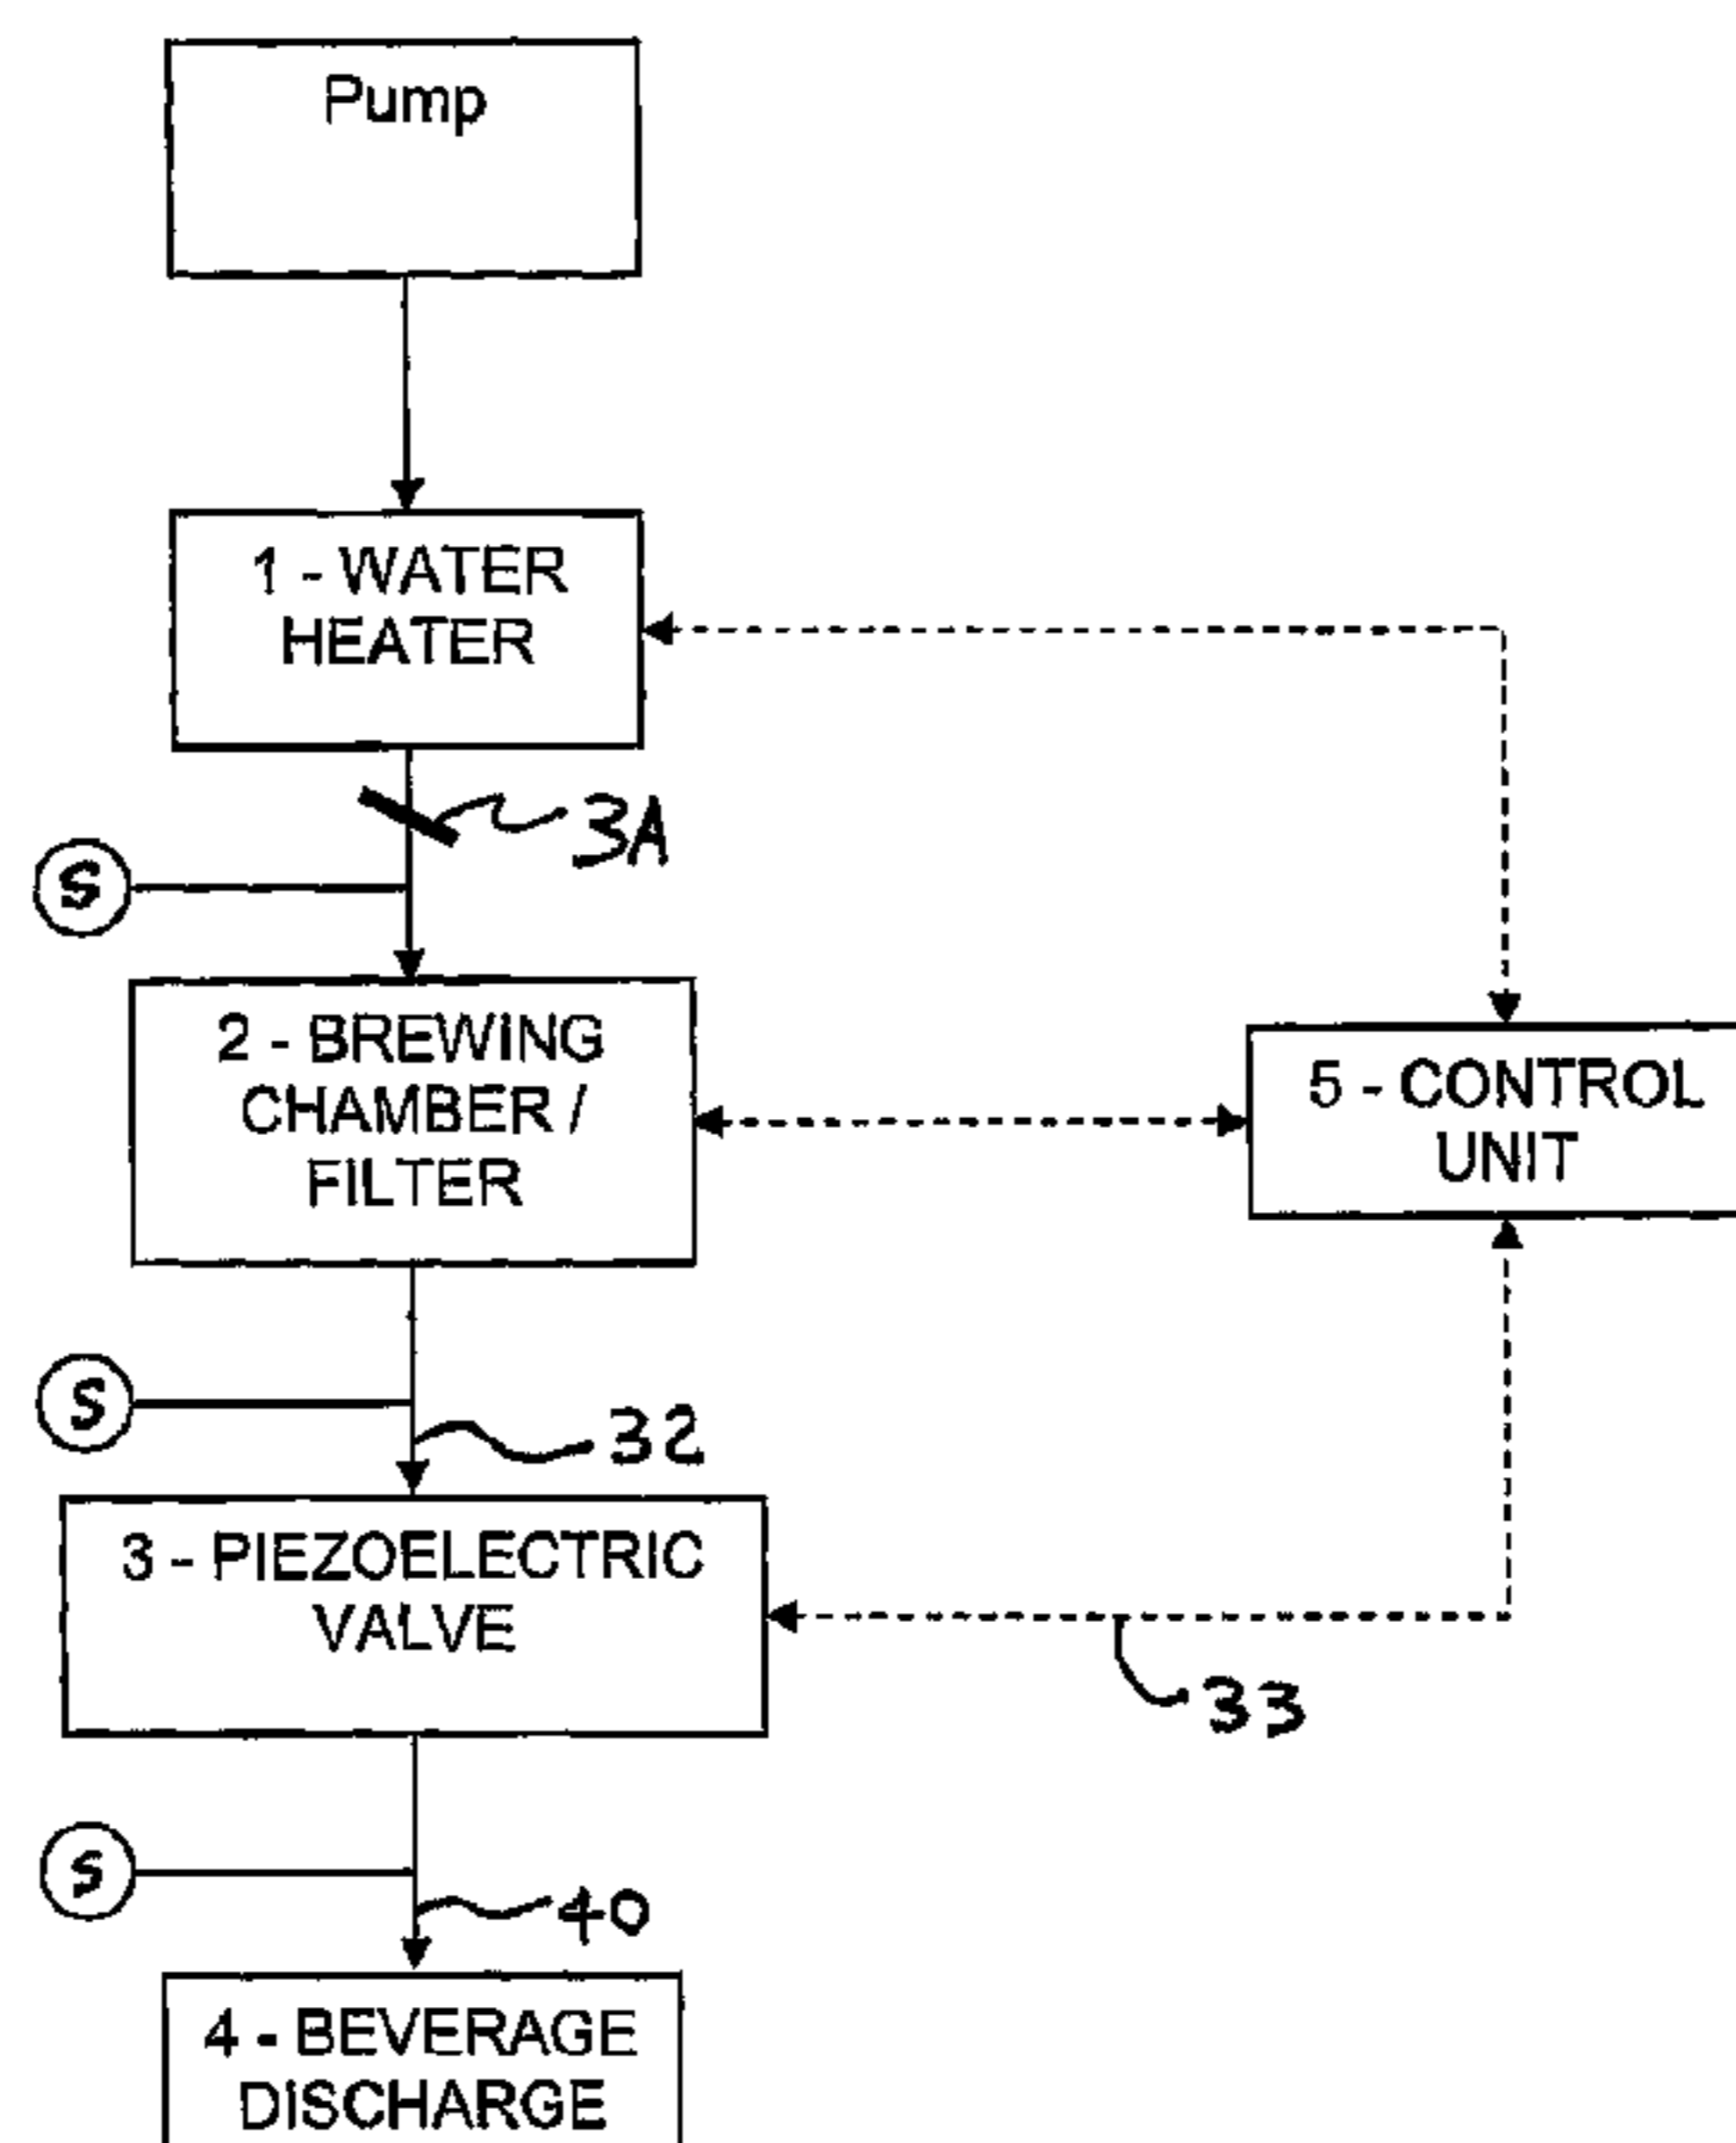 Pump
1 - WATER
HEATER
3A
S
2 - BREWING
CHAMBER /
FILTER
5 - CONTROL
UNIT
S
32
3 - PIEZOELECTRIC
VALVE
33
S
40
4 - BEVERAGE
DISCHARGE